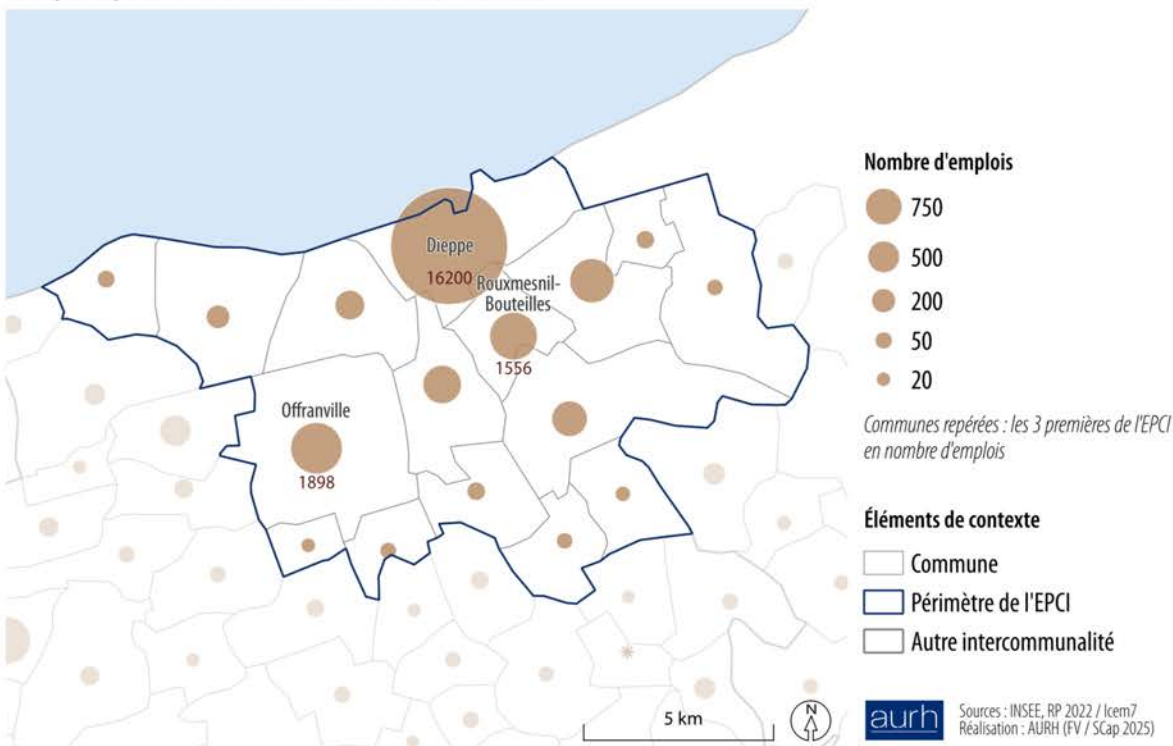 Dieppe
16200
Rouxmesnil-
Bouteilles
1556
Offranville
1898
5 km
N
Nombre d'emplois
750
500
200
50
20
Communes repérées : les 3 premières de l'EPCI
en nombre d'emplois
Éléments de contexte
Commune
Périmètre de l'EPCI
Autre intercommunalité
aurh
Sources : INSEE, RP 2022 / Icem7
Réalisation : AURH (FV / SCap 2025)